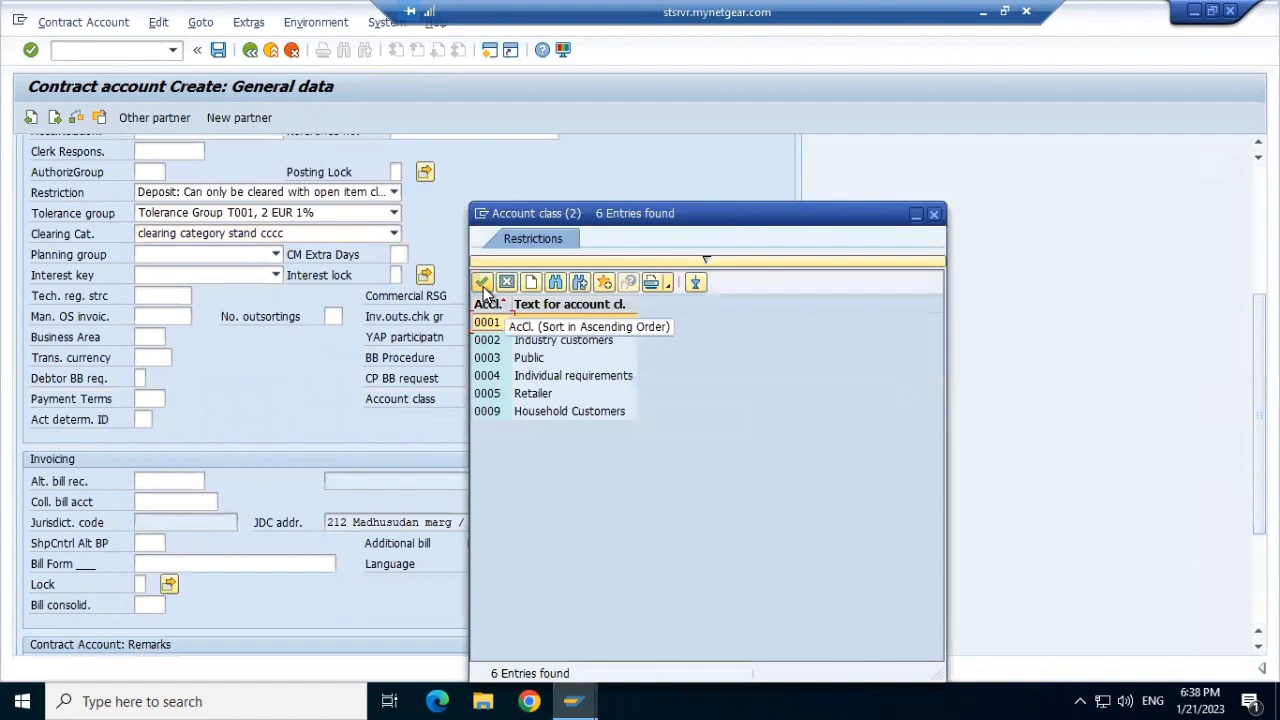 stsrvr.mynetgear.com
Contract Account Edit Goto Extras Environment System Help
Contract account Create: General data
Other partner New partner
Clerk Respons.
AuthorizGroup Posting Lock
Restriction Deposit: Can only be cleared with open item cl...
Tolerance group Tolerance Group T001, 2 EUR 1%
Clearing Cat. clearing category stand cccc
Planning group CM Extra Days
Interest key Interest lock
Tech. reg. strc Commercial RSG
Man. OS invoic. No. outsortings Inv.outs.chk gr
Business Area YAP participatn
Trans. currency BB Procedure
Debtor BB req. CP BB request
Payment Terms Account class
Act determ. ID
Invoicing
Alt. bill rec.
Coll. bill acct
Jurisdict. code JDC addr. 212 Madhusudan marg /
ShpCntrl Alt BP Additional bill
Bill Form ___ Language
Lock
Bill consolid.
Contract Account: Remarks
Account class (2) 6 Entries found
Restrictions
AcCl. Text for account cl.
0001
AcCl. (Sort in Ascending Order)
0002 Industry customers
0003 Public
0004 Individual requirements
0005 Retailer
0009 Household Customers
6 Entries found
Type here to search
ENG
6:38 PM
1/21/2023
1